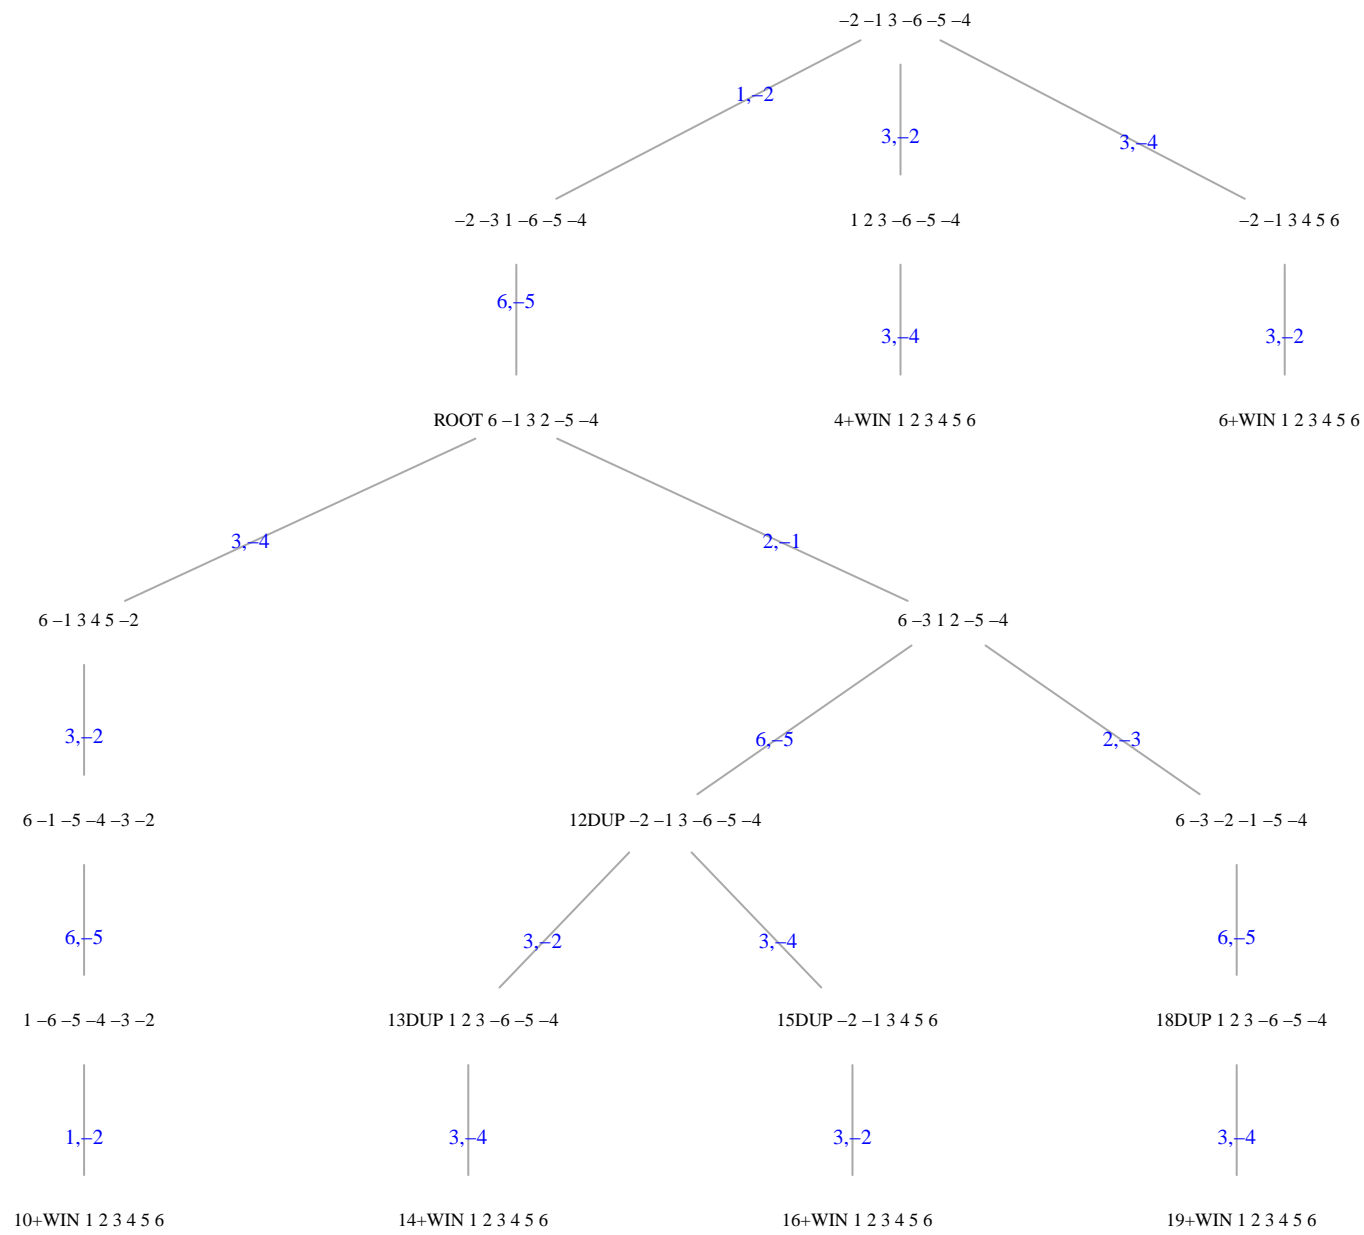 –2 –1 3 –6 –5 –4
1,–2
3,–2
3,–4
–2 –3 1 –6 –5 –4
1 2 3 –6 –5 –4
–2 –1 3 4 5 6
6,–5
3,–4
3,–2
ROOT 6 –1 3 2 –5 –4
4+WIN 1 2 3 4 5 6
6+WIN 1 2 3 4 5 6
3,–4
2,–1
6 –1 3 4 5 –2
6 –3 1 2 –5 –4
3,–2
6,–5
2,–3
6 –1 –5 –4 –3 –2
12DUP –2 –1 3 –6 –5 –4
6 –3 –2 –1 –5 –4
6,–5
3,–2
3,–4
6,–5
1 –6 –5 –4 –3 –2
13DUP 1 2 3 –6 –5 –4
15DUP –2 –1 3 4 5 6
18DUP 1 2 3 –6 –5 –4
1,–2
3,–4
3,–2
3,–4
10+WIN 1 2 3 4 5 6
14+WIN 1 2 3 4 5 6
16+WIN 1 2 3 4 5 6
19+WIN 1 2 3 4 5 6